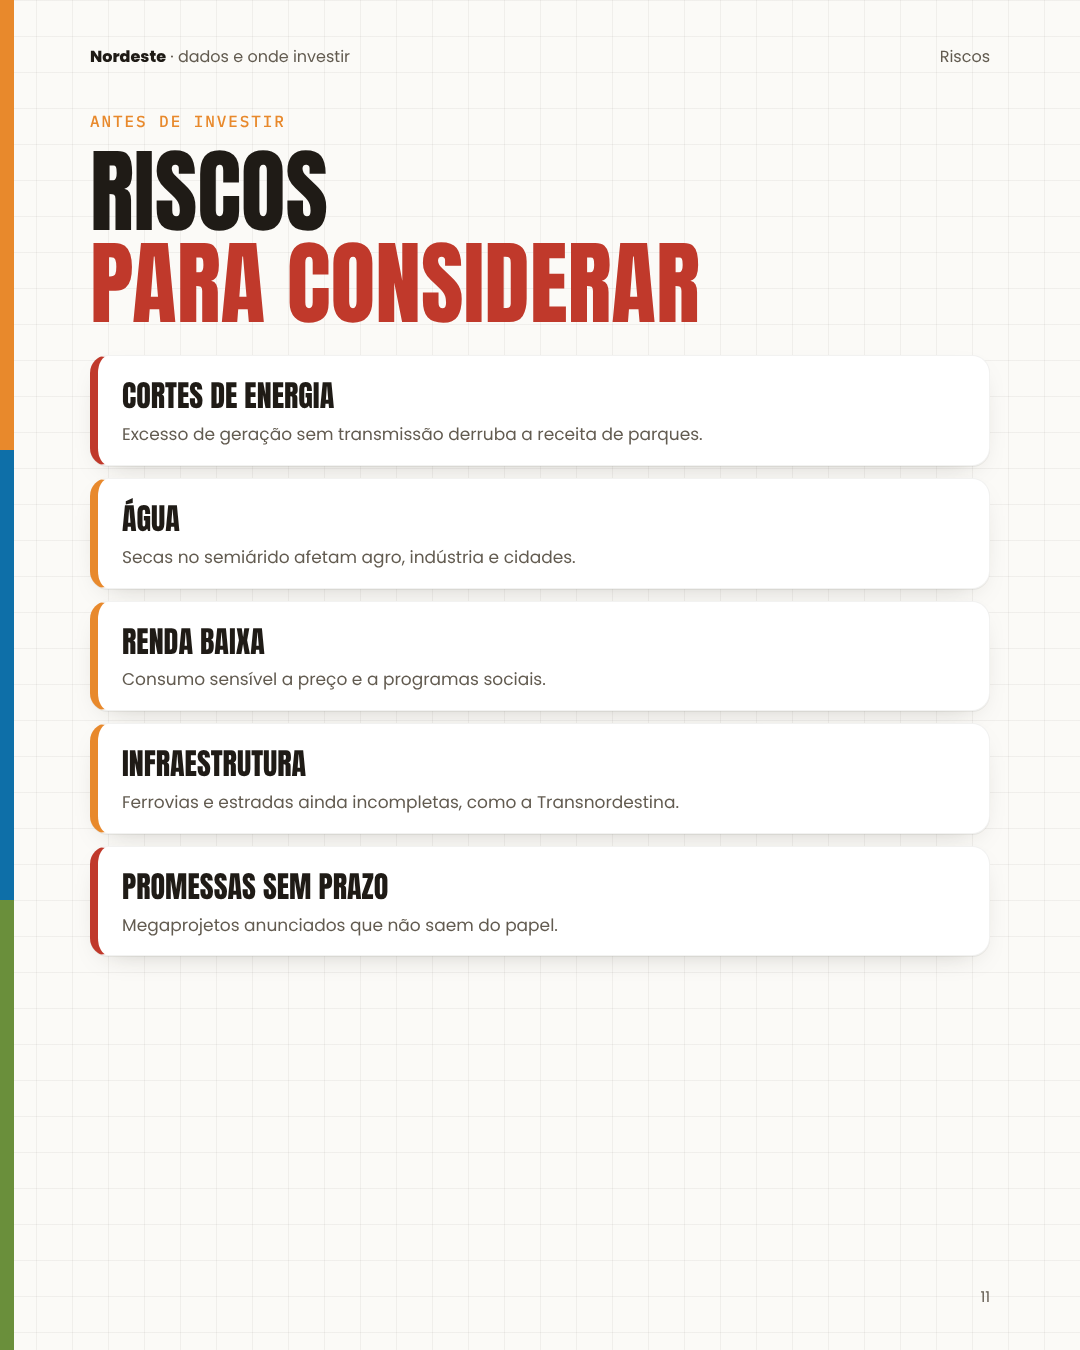 Nordeste · dados e onde investir
Riscos
ANTES DE INVESTIR
RISCOS
PARA CONSIDERAR
CORTES DE ENERGIA
Excesso de geração sem transmissão derruba a receita de parques.
ÁGUA
Secas no semiárido afetam agro, indústria e cidades.
RENDA BAIXA
Consumo sensível a preço e a programas sociais.
INFRAESTRUTURA
Ferrovias e estradas ainda incompletas, como a Transnordestina.
PROMESSAS SEM PRAZO
Megaprojetos anunciados que não saem do papel.
11